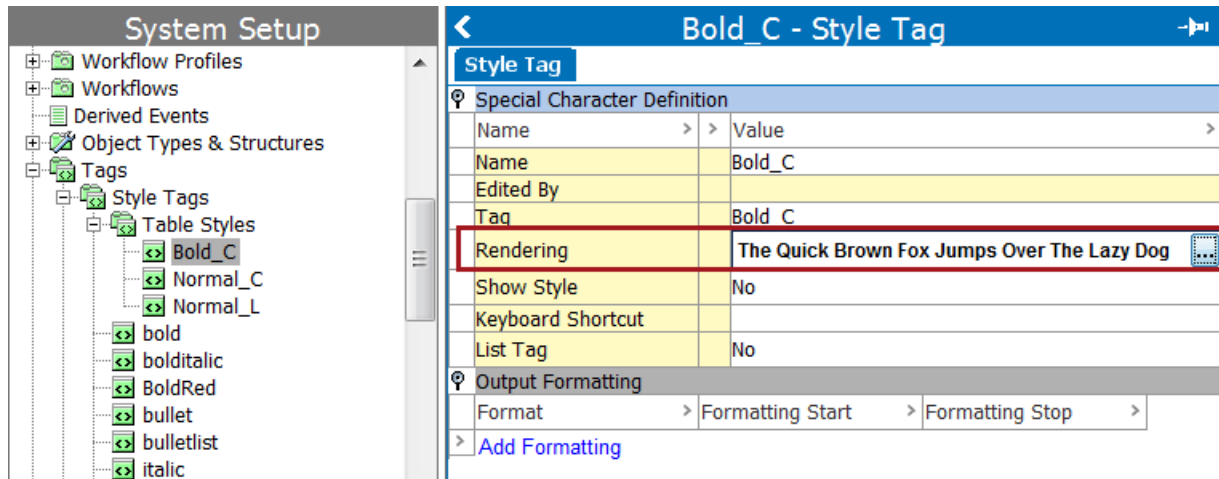 System Setup
Workflow Profiles
Workflows
Derived Events
Object Types & Structures
Tags
Style Tags
Table Styles
Bold_C
Normal_C
Normal_L
bold
bolditalic
BoldRed
bullet
bulletlist
italic
Bold_C - Style Tag
Style Tag
Special Character Definition
Name > > Value >
Name Bold_C
Edited By
Tag Bold_C
Rendering The Quick Brown Fox Jumps Over The Lazy Dog ...
Show Style No
Keyboard Shortcut
List Tag No
Output Formatting
Format > Formatting Start > Formatting Stop >
> Add Formatting